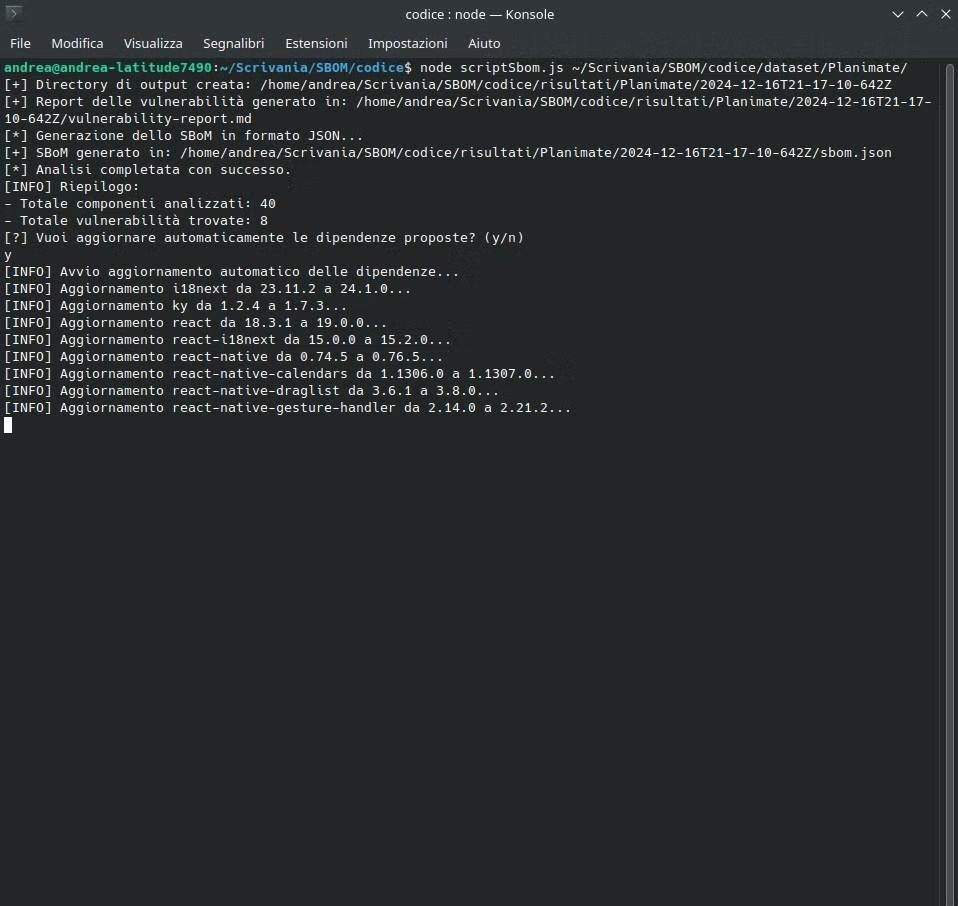 codice : node — Konsole
File Modifica Visualizza Segnalibri Estensioni Impostazioni Aiuto
andrea@andrea-latitude7490:~/Scrivania/SBOM/codice$ node scriptSbom.js ~/Scrivania/SBOM/codice/dataset/Planimate/
[+] Directory di output creata: /home/andrea/Scrivania/SBOM/codice/risultati/Planimate/2024-12-16T21-17-10-642Z
[+] Report delle vulnerabilità generato in: /home/andrea/Scrivania/SBOM/codice/risultati/Planimate/2024-12-16T21-17-
10-642Z/vulnerability-report.md
[*] Generazione dello SBoM in formato JSON...
[+] SBoM generato in: /home/andrea/Scrivania/SBOM/codice/risultati/Planimate/2024-12-16T21-17-10-642Z/sbom.json
[*] Analisi completata con successo.
[INFO] Riepilogo:
- Totale componenti analizzati: 40
- Totale vulnerabilità trovate: 8
[?] Vuoi aggiornare automaticamente le dipendenze proposte? (y/n)
y
[INFO] Avvio aggiornamento automatico delle dipendenze...
[INFO] Aggiornamento i18next da 23.11.2 a 24.1.0...
[INFO] Aggiornamento ky da 1.2.4 a 1.7.3...
[INFO] Aggiornamento react da 18.3.1 a 19.0.0...
[INFO] Aggiornamento react-i18next da 15.0.0 a 15.2.0...
[INFO] Aggiornamento react-native da 0.74.5 a 0.76.5...
[INFO] Aggiornamento react-native-calendars da 1.1306.0 a 1.1307.0...
[INFO] Aggiornamento react-native-draglist da 3.6.1 a 3.8.0...
[INFO] Aggiornamento react-native-gesture-handler da 2.14.0 a 2.21.2...